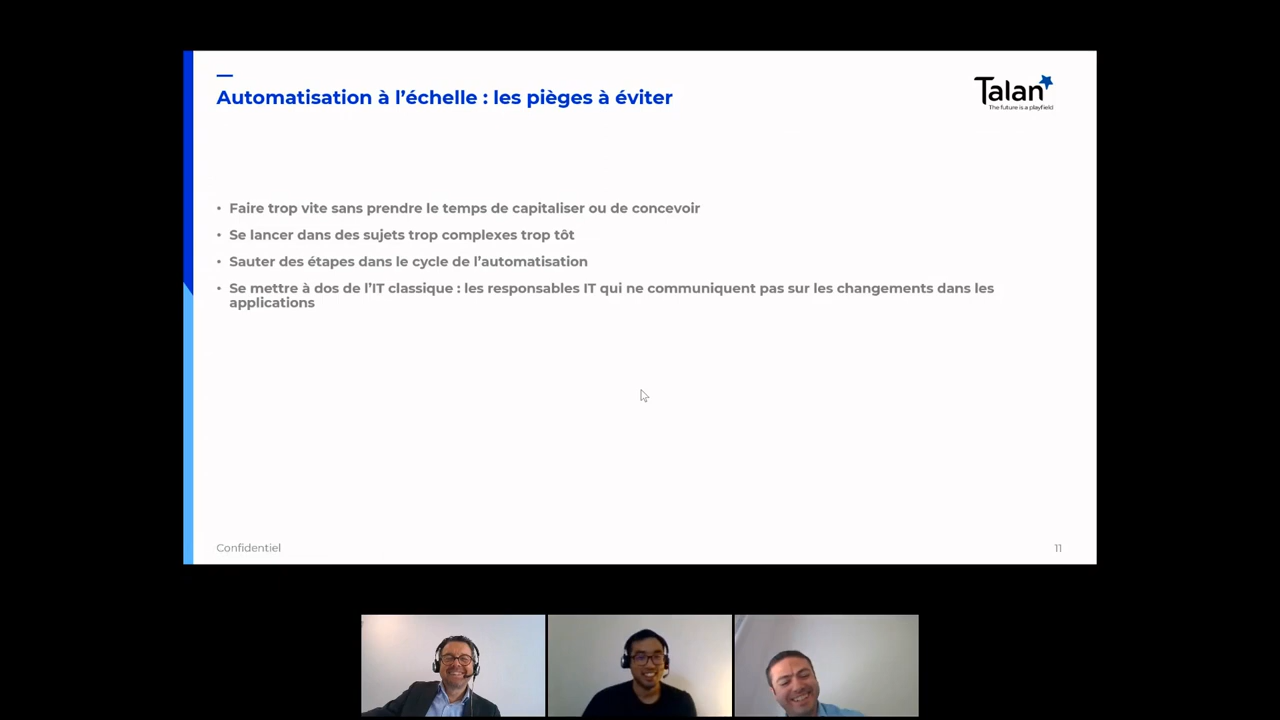 Automatisation à l’échelle : les pièges à éviter
Talan
The future is a playfield
• Faire trop vite sans prendre le temps de capitaliser ou de concevoir
• Se lancer dans des sujets trop complexes trop tôt
• Sauter des étapes dans le cycle de l’automatisation
• Se mettre à dos de l’IT classique : les responsables IT qui ne communiquent pas sur les changements dans les
applications
Confidentiel
11